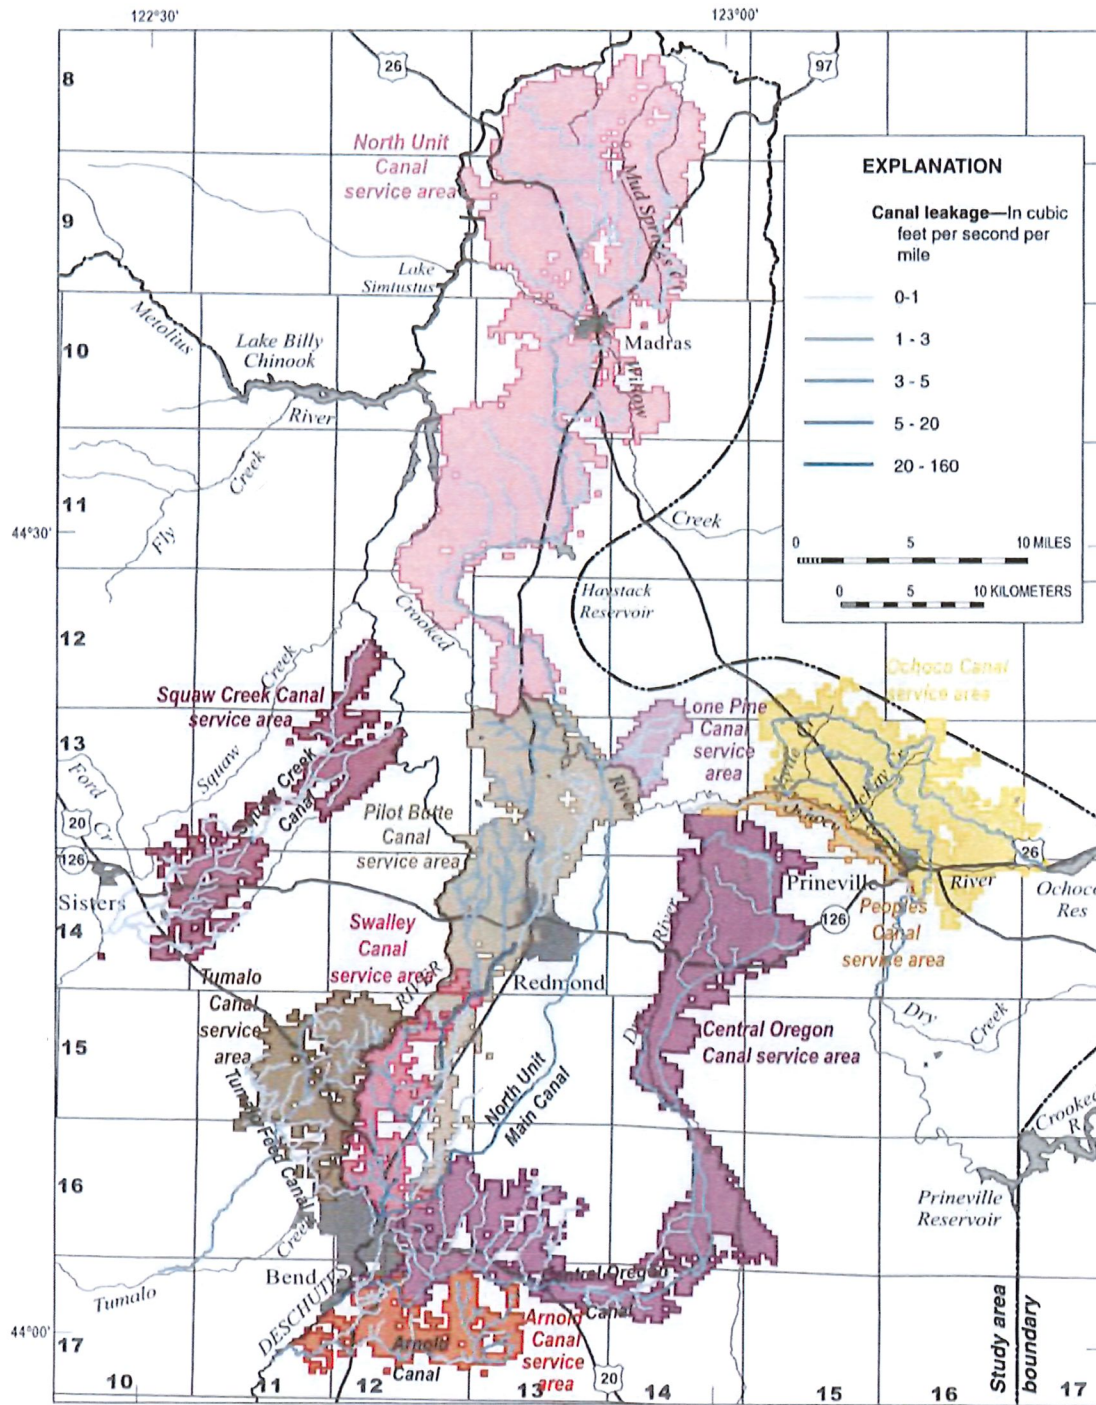 122°30'
123°00'
26
97
8
North Unit
Canal
service area
Mud Springs Cr
9
Lake
Simtustus
Metolius
10
Lake Billy
Chinook
River
Madras
Willow
Creek
Creek
Fly
11
44°30'
Haystack
Reservoir
Crooked
12
Creek
Squaw
Squaw Creek Canal
service area
Squaw Creek
Canal
Ochoco Canal
service area
Lone Pine
Canal
service
area
River
13
Pilot Butte
Canal
service area
McKay
20
126
Sisters
14
26
Prineville
River
Ochoco
Res
126
Peoples
Canal
service area
Swalley
Canal
service area
RIVER
Redmond
River
Tumalo
Canal
service
area
15
Central Oregon
Canal service area
Dry
Creek
North Unit
Main Canal
Tumalo Feed Canal
Crooked
R
16
Prineville
Reservoir
Creek
Tumalo
Bend
DESCHUTES
Central Oregon
Canal
Arnold
Canal
Arnold
Canal
service
area
44°00'
17
20
Study area
boundary
10
11
12
13
14
15
16
17
EXPLANATION
Canal leakage—In cubic
feet per second per
mile
0-1
1 - 3
3 - 5
5 - 20
20 - 160
0 5 10 MILES
0 5 10 KILOMETERS